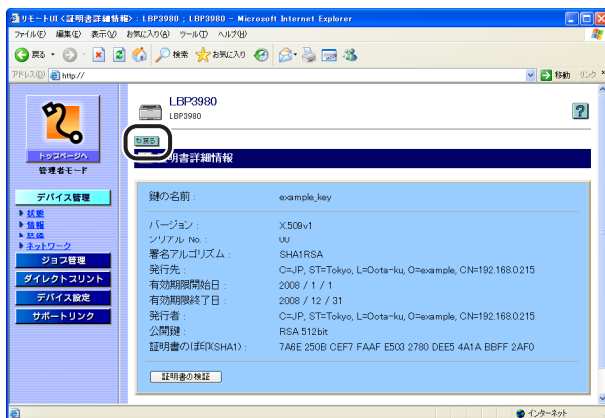 リモートUI <証明書詳細情報> : LBP3980 ; LBP3980 - Microsoft Internet Explorer
ファイル(F) 編集(E) 表示(V) お気に入り(A) ツール(T) ヘルプ(H)
戻る 検索 お気に入り
アドレス(D) http:// 移動 リンク »
LBP3980
LBP3980
戻る
証明書詳細情報
トップページへ
管理者モード
デバイス管理
状態
情報
ネットワーク
ジョブ管理
ダイレクトプリント
デバイス設定
サポートリンク
鍵の名前 : example_key
バージョン : X.509v1
シリアル No. : 00
署名アルゴリズム : SHA1RSA
発行先 : C=JP, ST=Tokyo, L=Oota-ku, O=example, CN=192.168.0.215
有効期限開始日 : 2008 / 1 / 1
有効期限終了日 : 2008 / 12 / 31
発行者 : C=JP, ST=Tokyo, L=Oota-ku, O=example, CN=192.168.0.215
公開鍵 : RSA 512bit
証明書の拇印(SHA1) : 7A6E 250B CEF7 FAAF E503 2780 DEE5 4A1A BBFF 2AF0
証明書の検証
インターネット